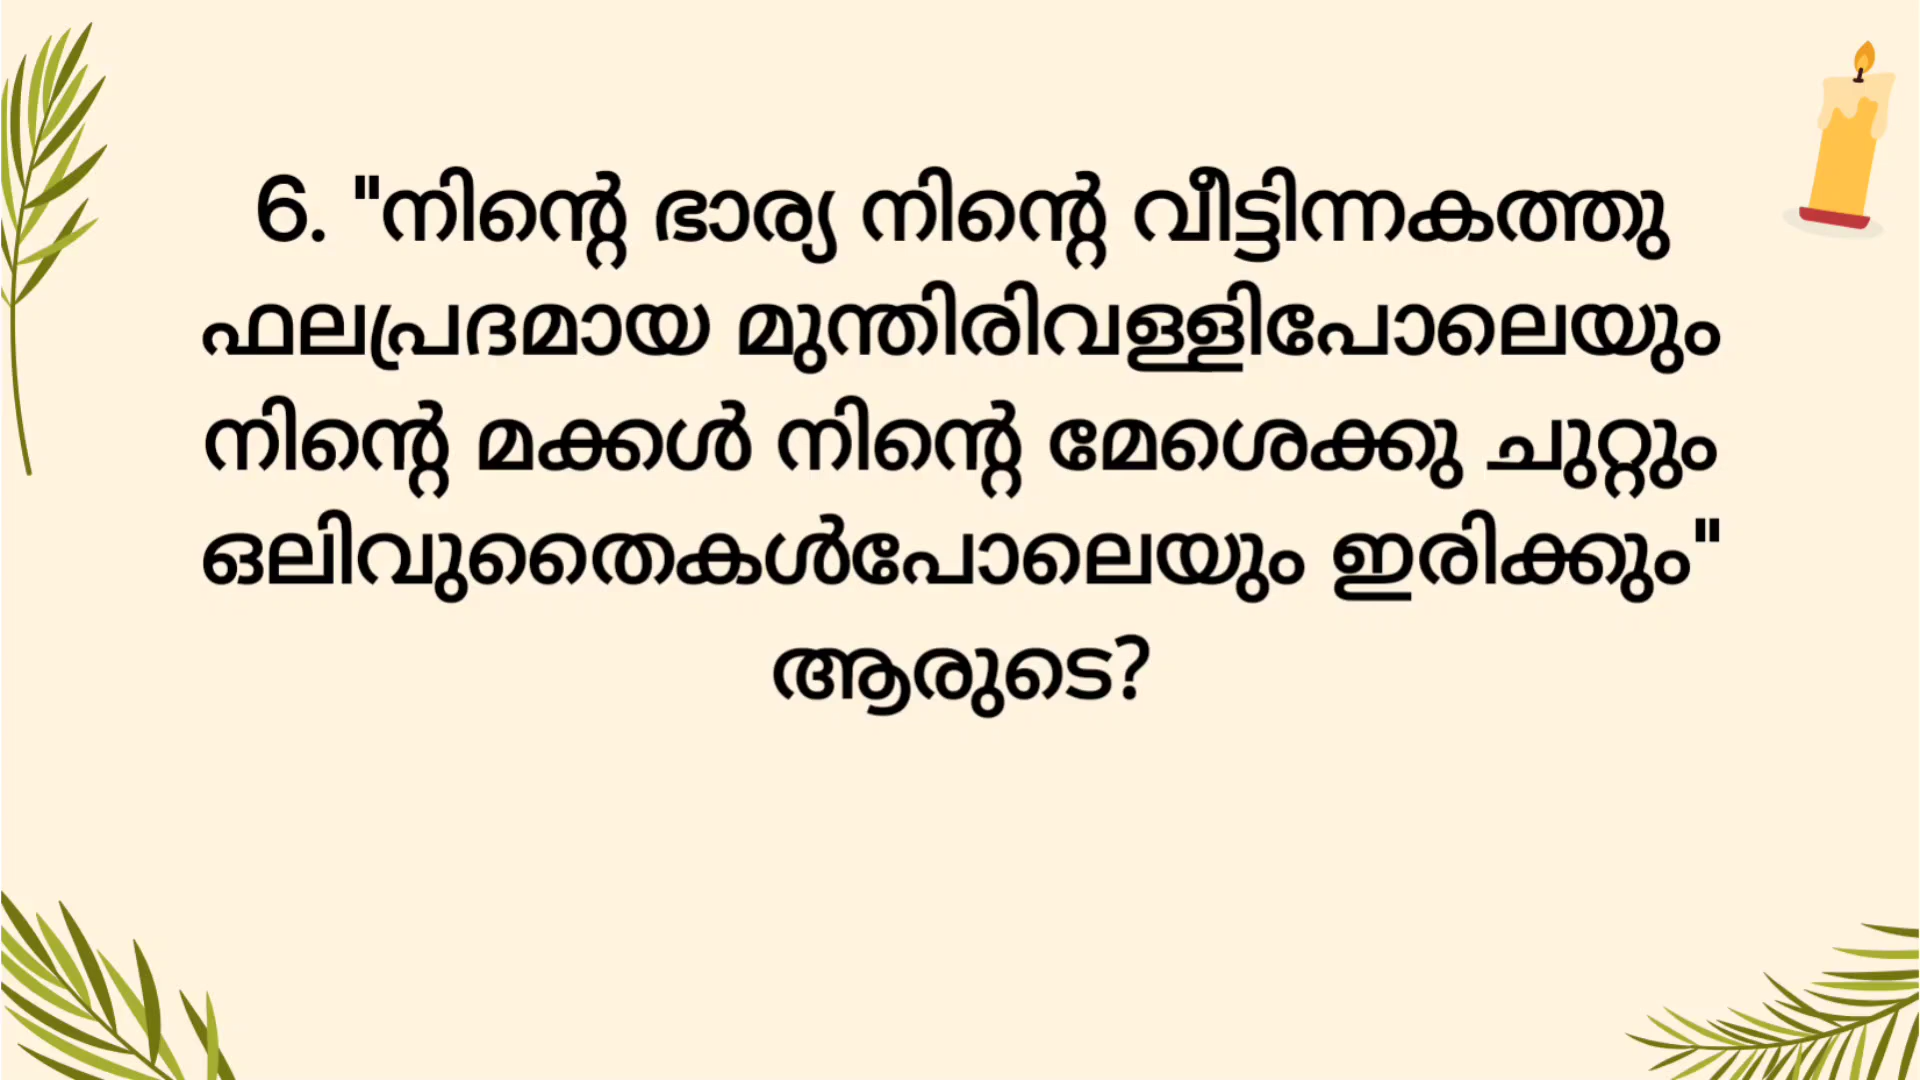 6. "നിന്റെ ഭാര്യ നിന്റെ വീട്ടിന്നകത്തു
ഫലപ്രദമായ മുന്തിരിവള്ളിപോലെയും
നിന്റെ മക്കൾ നിന്റെ മേശെക്കു ചുറ്റും
ഒലിവുതൈകൾപോലെയും ഇരിക്കും"
ആരുടെ?